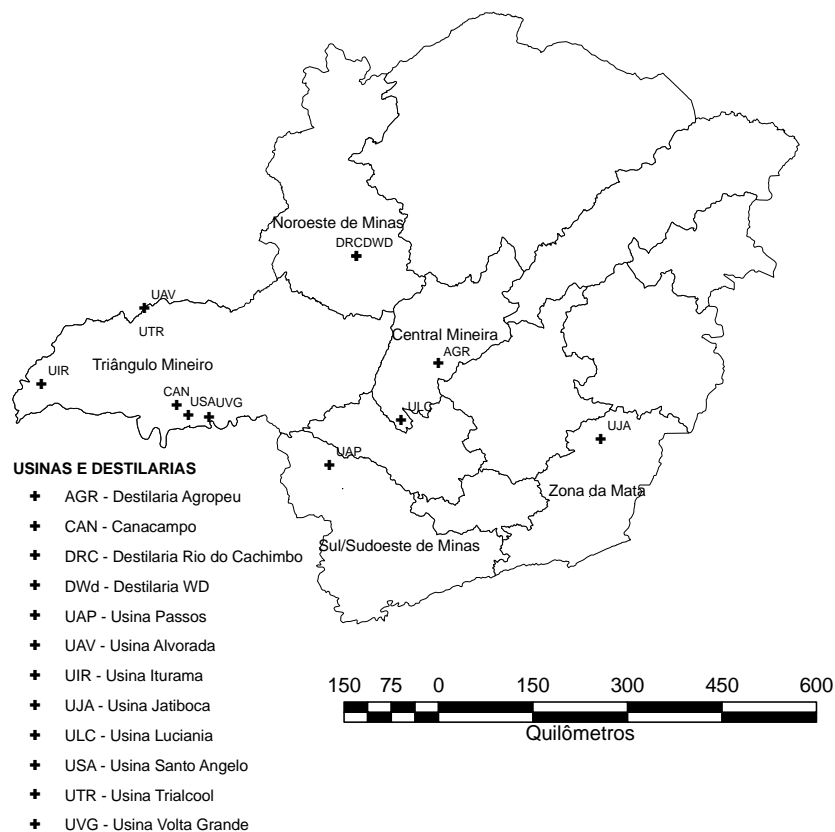 Noroeste de Minas
DRCDWD
UAV
UTR
Central Mineira
AGR
Triângulo Mineiro
UIR
CAN
USAUVG
ULC
UJA
UAP
Zona da Mata
Sul/Sudoeste de Minas
USINAS E DESTILARIAS
AGR - Destilaria Agropeu
CAN - Canacampo
DRC - Destilaria Rio do Cachimbo
DWd - Destilaria WD
UAP - Usina Passos
UAV - Usina Alvorada
UIR - Usina Iturama
UJA - Usina Jatiboca
ULC - Usina Luciania
USA - Usina Santo Angelo
UTR - Usina Trialcool
UVG - Usina Volta Grande
150 75 0 150 300 450 600
Quilômetros